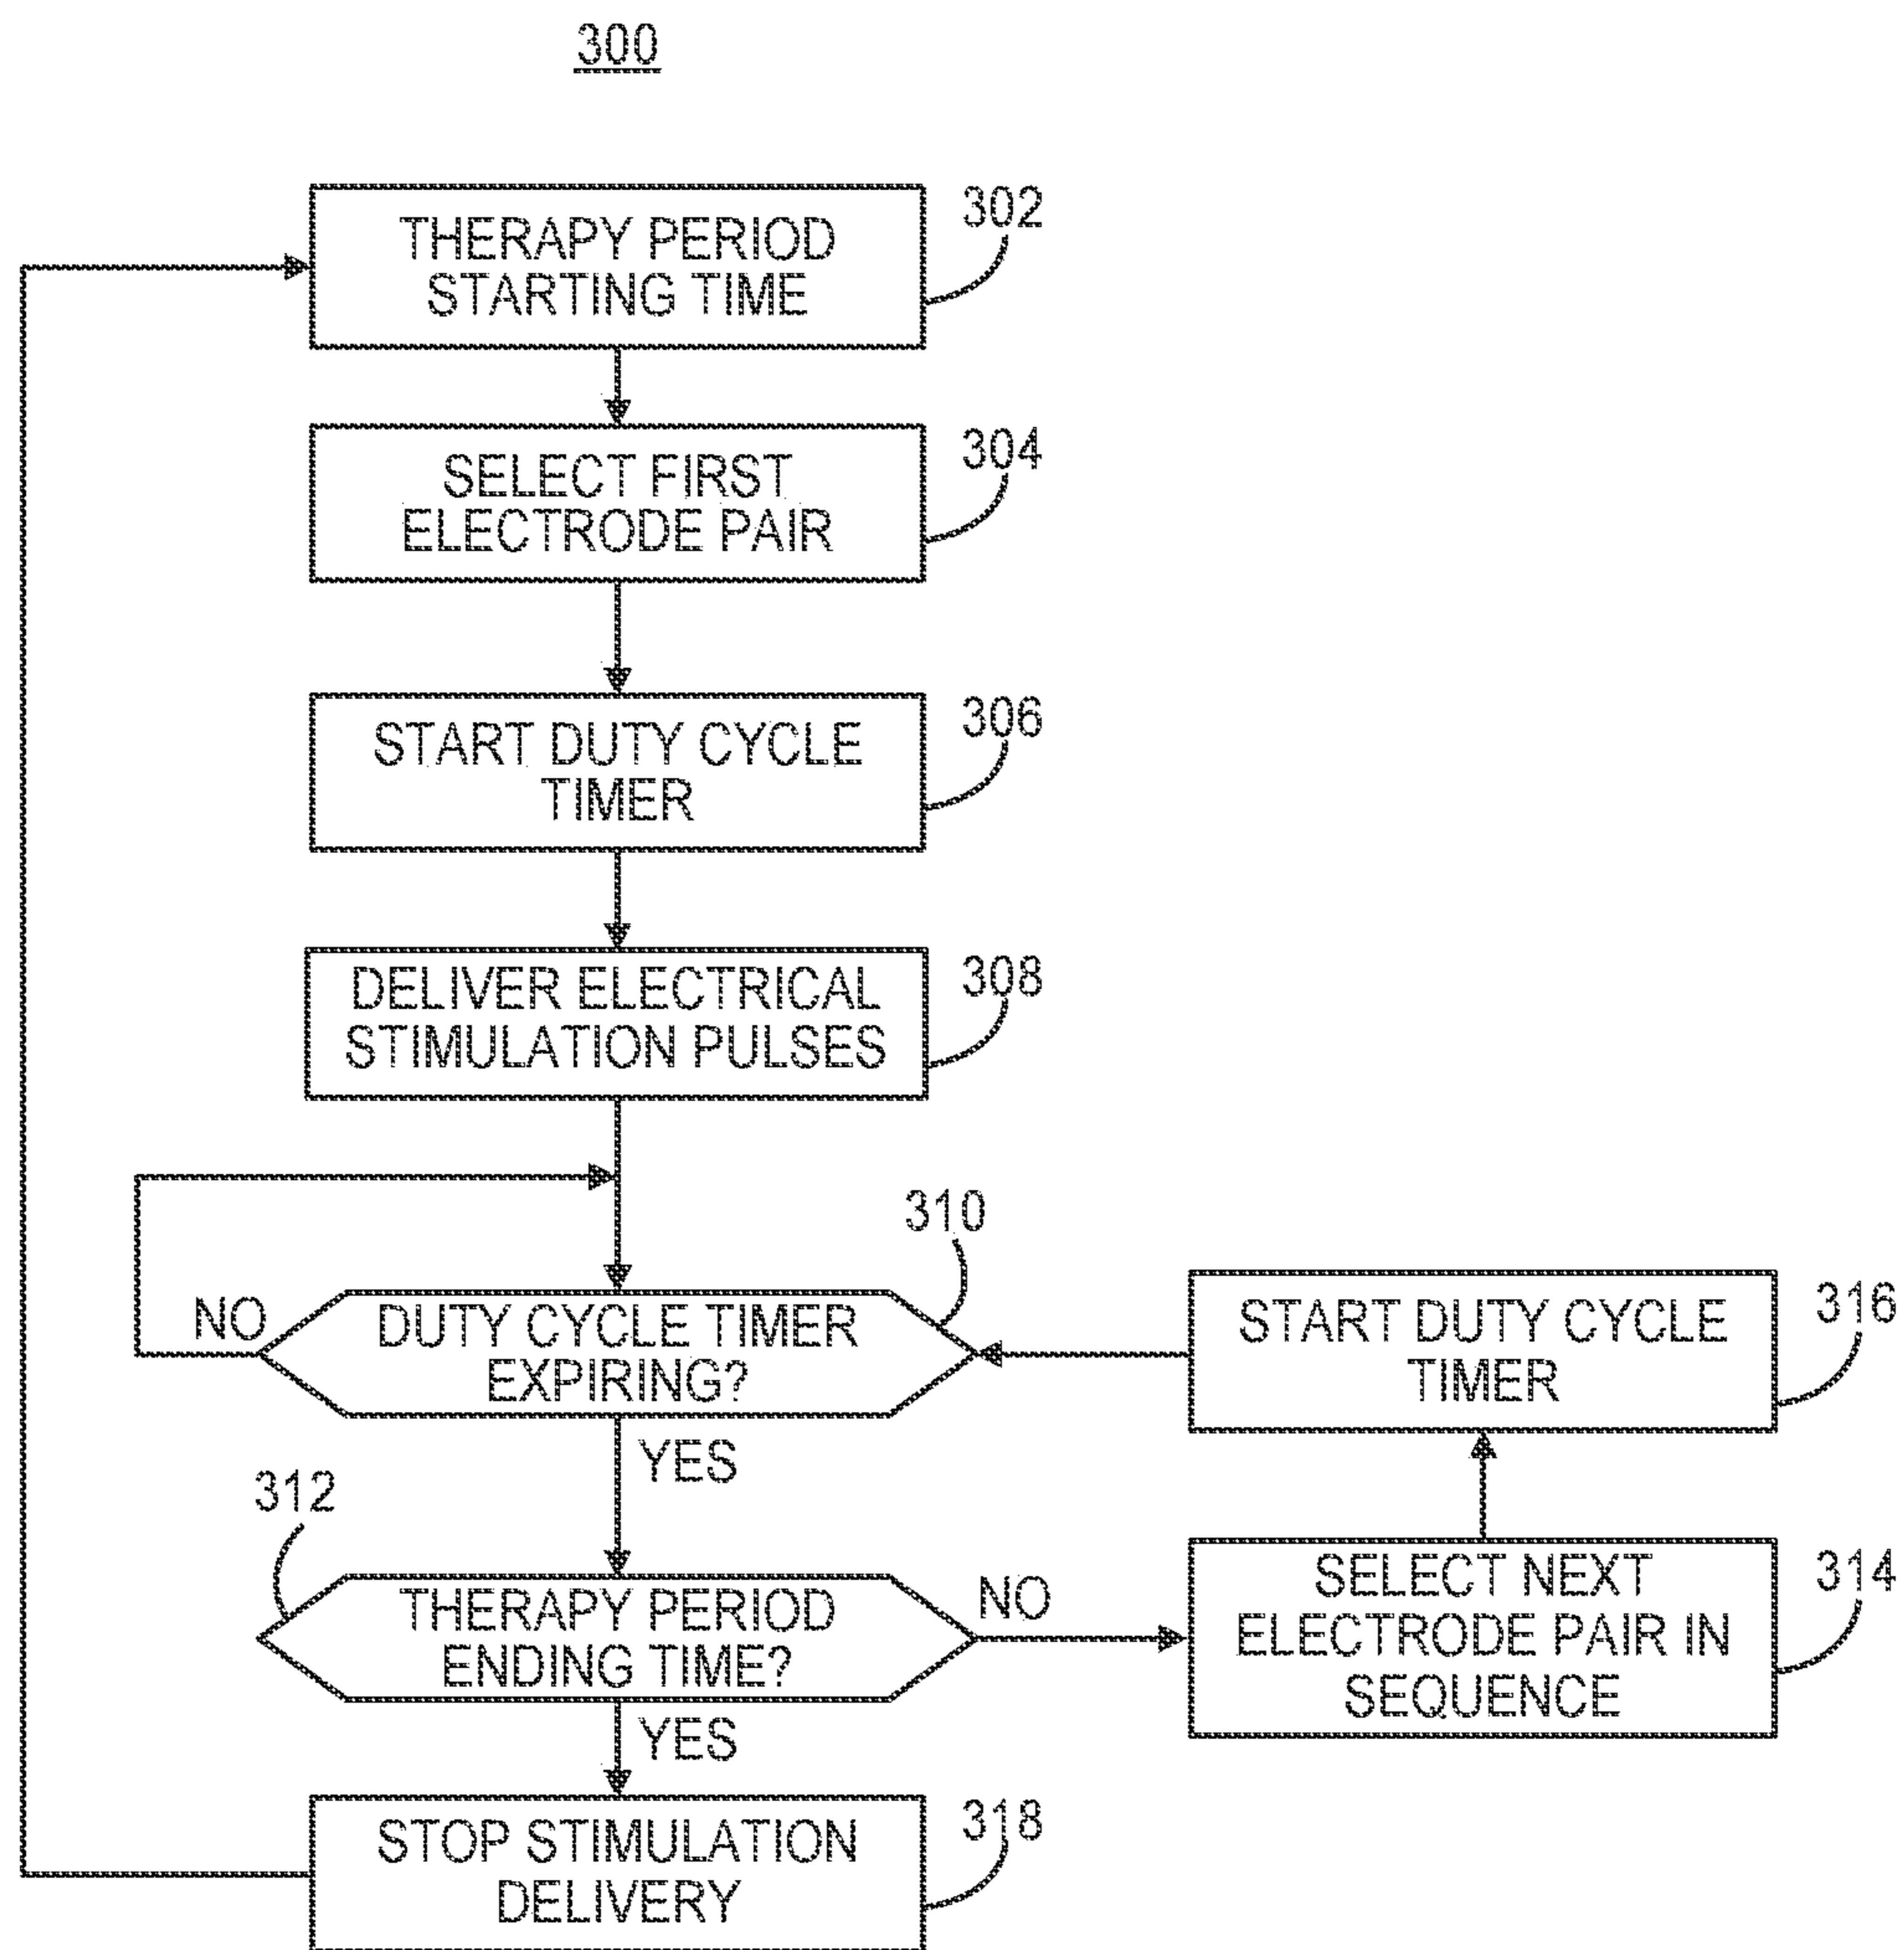 300
THERAPY PERIOD
STARTING TIME
302
SELECT FIRST
ELECTRODE PAIR
304
START DUTY CYCLE
TIMER
306
DELIVER ELECTRICAL
STIMULATION PULSES
308
310
NO
DUTY CYCLE TIMER
EXPIRING?
YES
START DUTY CYCLE
TIMER
316
312
THERAPY PERIOD
ENDING TIME?
NO
YES
SELECT NEXT
ELECTRODE PAIR IN
SEQUENCE
314
STOP STIMULATION
DELIVERY
318